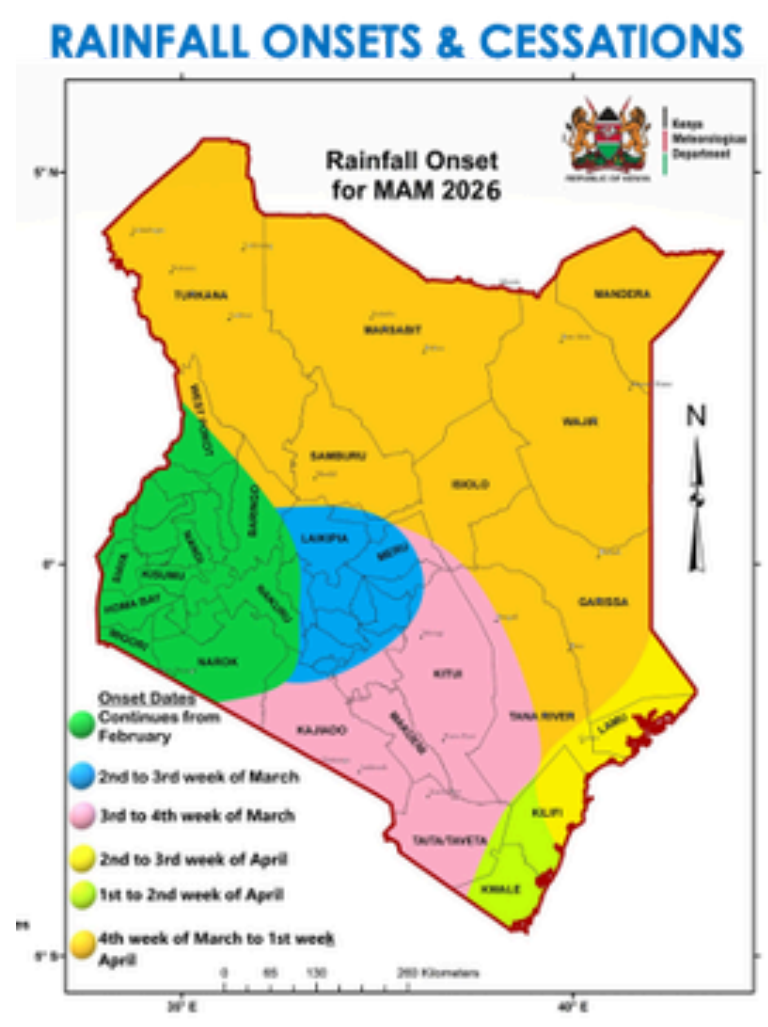 RAINFALL ONSETS & CESSATIONS
Kenya
Meteorological
Department
REPUBLIC OF KENYA
Rainfall Onset
for MAM 2026
5° N
TURKANA
MANDERA
MARSABIT
WEST POKOT
WAJIR
N
SAMBURU
ISIOLO
BARINGO
LAIKIPIA
MERU
0°
SIAYA
NANDI
KISUMU
HOMA BAY
NAKURU
GARISSA
MIGORI
NAROK
KITUI
Onset Dates
Continues from
February
KAJIADO
MAKUENI
TANA RIVER
LAMU
2nd to 3rd week of March
3rd to 4th week of March
KILIFI
TAITA/TAVETA
2nd to 3rd week of April
1st to 2nd week of April
KWALE
4th week of March to 1st week
April
5° S
0 65 130 260 Kilometers
35° E
40° E